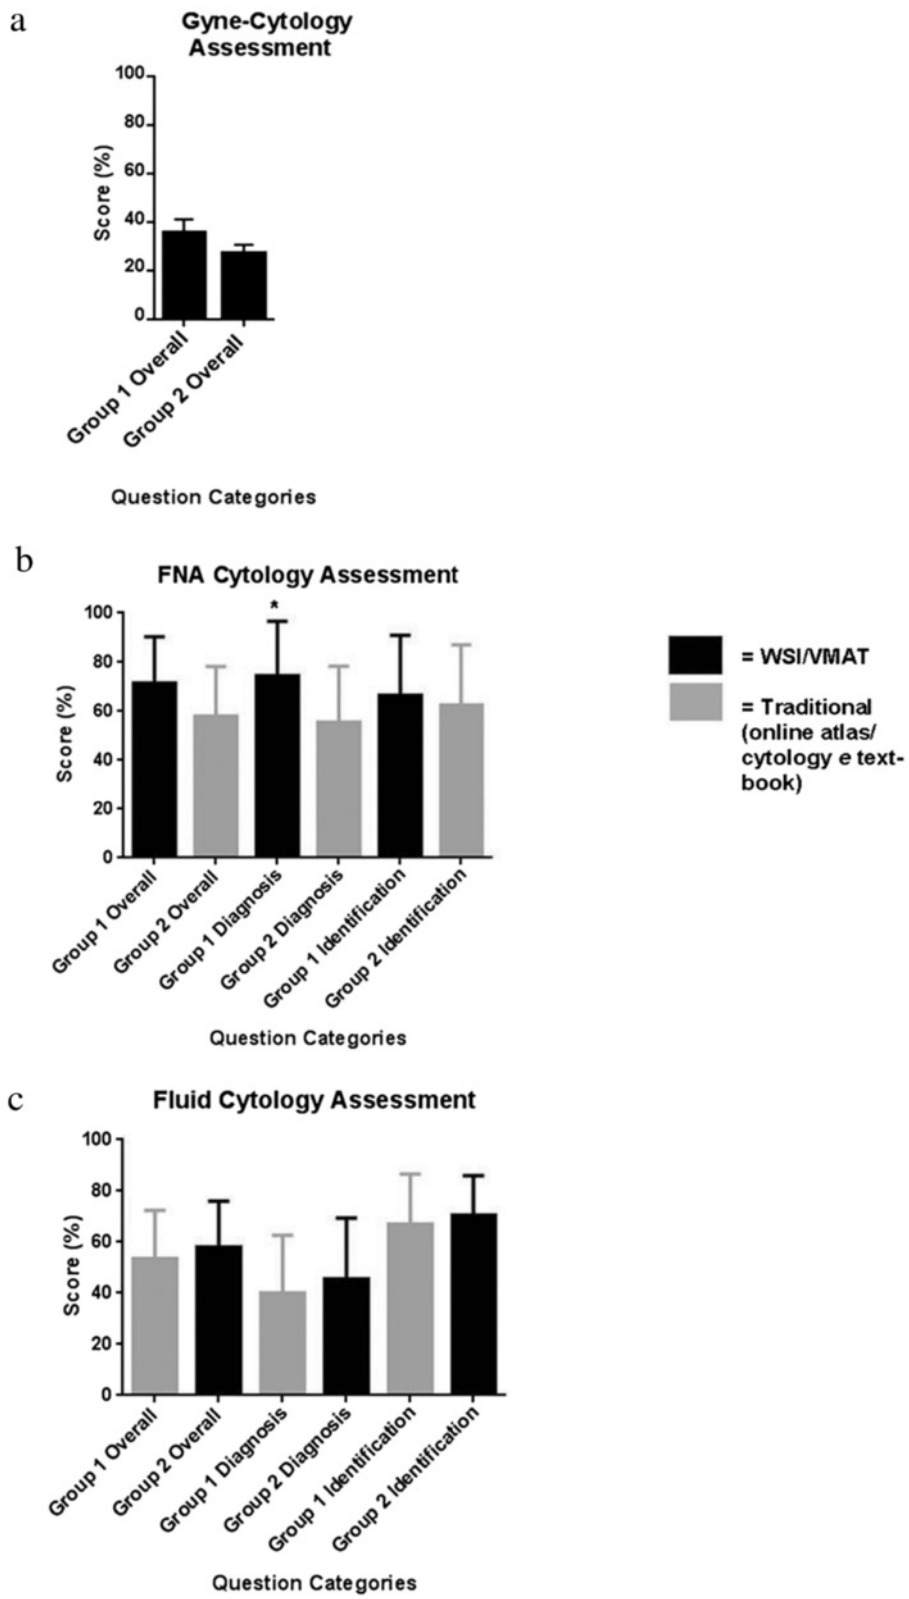 a
Gyne-Cytology
Assessment
100
80
60
40
20
0
Score (%)
Group 1 Overall
Group 2 Overall
Question Categories
b
FNA Cytology Assessment
*
100
80
60
40
20
0
Score (%)
Group 1 Overall
Group 2 Overall
Group 1 Diagnosis
Group 2 Diagnosis
Group 1 Identification
Group 2 Identification
Question Categories
= WSI/VMAT
= Traditional
(online atlas/
cytology e text-
book)
c
Fluid Cytology Assessment
100
80
60
40
20
0
Score (%)
Group 1 Overall
Group 2 Overall
Group 1 Diagnosis
Group 2 Diagnosis
Group 1 Identification
Group 2 Identification
Question Categories